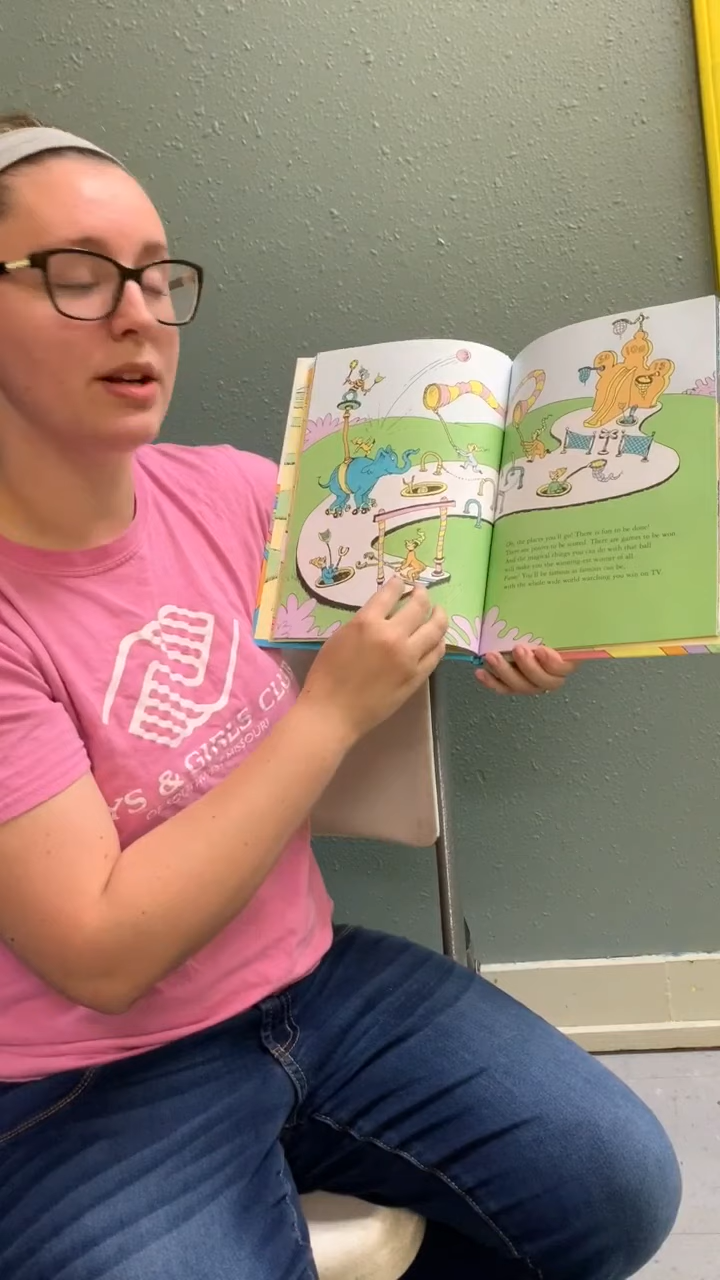 YS & GIRLS CLU
OF MISSOURI
Oh, the places you'll go! There is fun to be done!
There are points to be scored. There are games to be won.
And the magical things you can do with that ball
will make you the winning-est winner of all.
Fame! You'll be famous as famous can be,
with the whole wide world watching you win on TV.